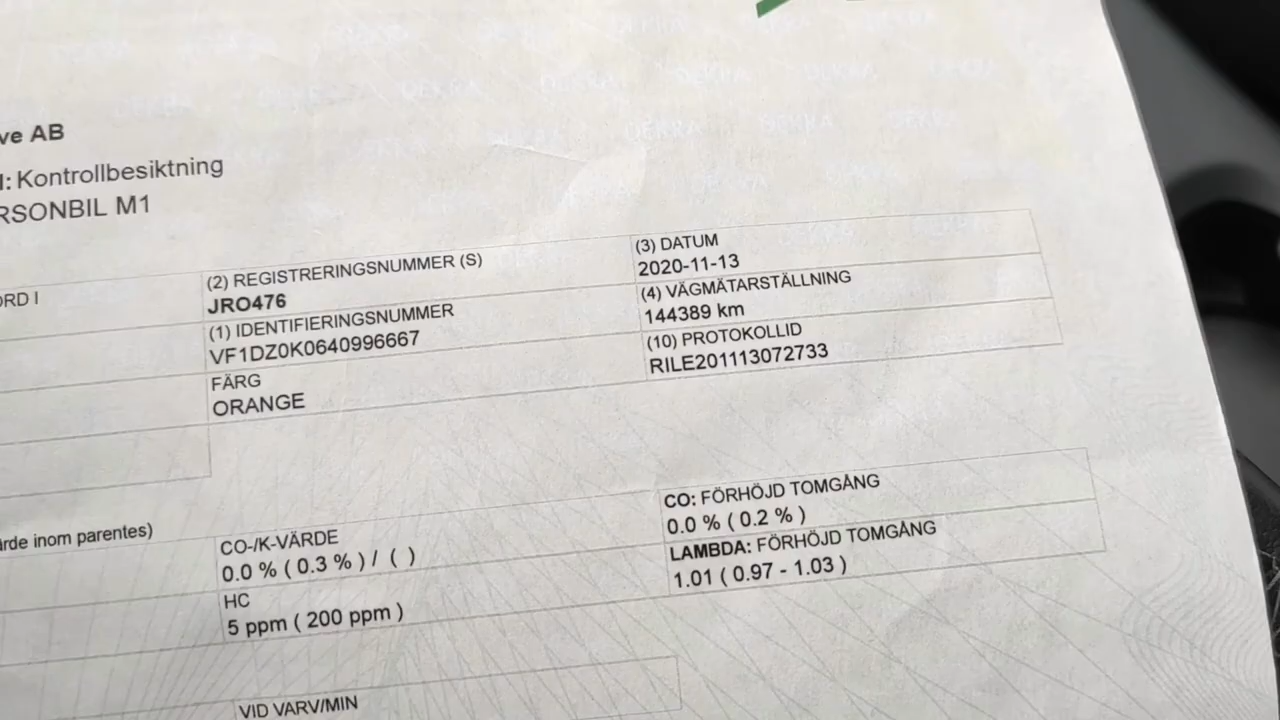 ve AB
l: Kontrollbesiktning
RSONBIL M1
ORD I
(2) REGISTRERINGSNUMMER (S)
JRO476
(3) DATUM
2020-11-13
(1) IDENTIFIERINGSNUMMER
VF1DZ0K0640996667
(4) VÄGMÄTARSTÄLLNING
144389 km
FÄRG
ORANGE
(10) PROTOKOLLID
RILE201113072733
ärde inom parentes)
CO-/K-VÄRDE
0.0 % ( 0.3 % ) / ( )
CO: FÖRHÖJD TOMGÅNG
0.0 % ( 0.2 % )
HC
5 ppm ( 200 ppm )
LAMBDA: FÖRHÖJD TOMGÅNG
1.01 ( 0.97 - 1.03 )
VID VARV/MIN